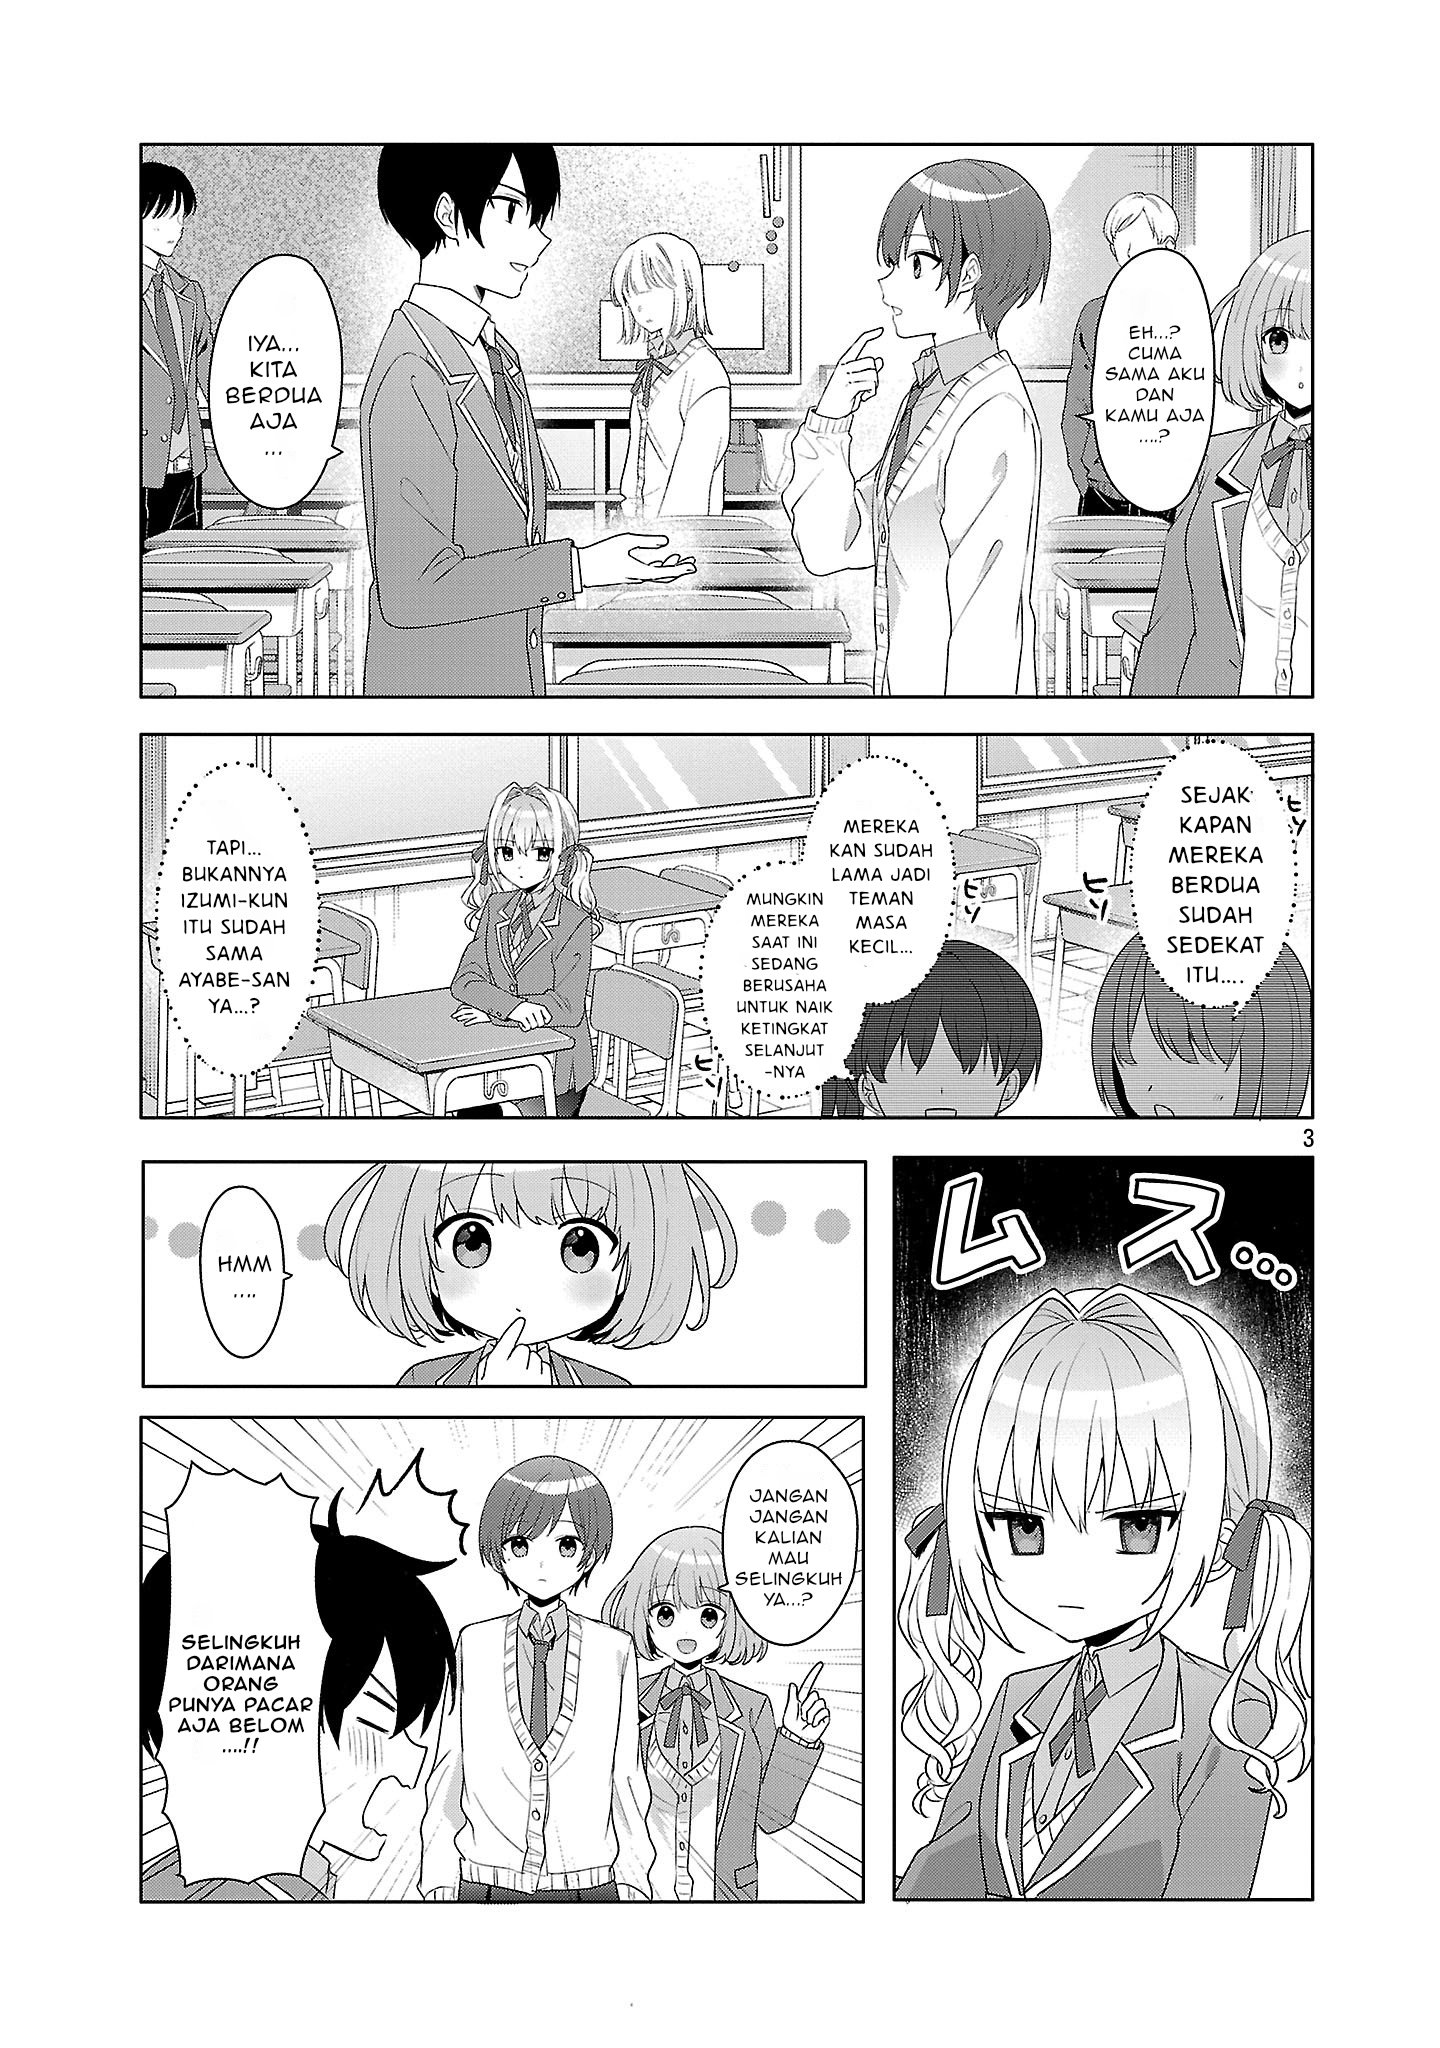 EH...?
CUMA
SAMA AKU
DAN
KAMU AJA
....?
IYA...
KITA
BERDUA
AJA
...
SEJAK
KAPAN
MEREKA
BERDUA
SUDAH
SEDEKAT
ITU....
ヒソ
ヒソ
MEREKA
KAN SUDAH
LAMA JADI
TEMAN
MASA
KECIL...
MUNGKIN
MEREKA
SAAT INI
SEDANG
BERUSAHA
UNTUK NAIK
KETINGKAT
SELANJUT
-NYA
ヒソ
TAPI...
BUKANNYA
IZUMI-KUN
ITU SUDAH
SAMA
AYABE-SAN
YA...?
3
ムス...
HMM
....
JANGAN
JANGAN
KALIAN
MAU
SELINGKUH
YA...?
SELINGKUH
DARIMANA
ORANG
PUNYA PACAR
AJA BELOM
....!!